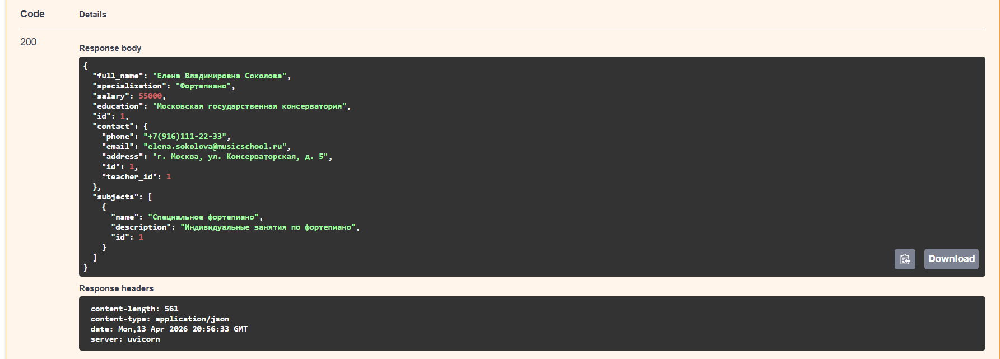 Code Details
200
Response body
{
  "full_name": "Елена Владимировна Соколова",
  "specialization": "Фортепиано",
  "salary": 55000,
  "education": "Московская государственная консерватория",
  "id": 1,
  "contact": {
    "phone": "+7(916)111-22-33",
    "email": "elena.sokolova@musicschool.ru",
    "address": "г. Москва, ул. Консерваторская, д. 5",
    "id": 1,
    "teacher_id": 1
  },
  "subjects": [
    {
      "name": "Специальное фортепиано",
      "description": "Индивидуальные занятия по фортепиано",
      "id": 1
    }
  ]
}
Download
Response headers
content-length: 561
content-type: application/json
date: Mon,13 Apr 2026 20:56:33 GMT
server: uvicorn